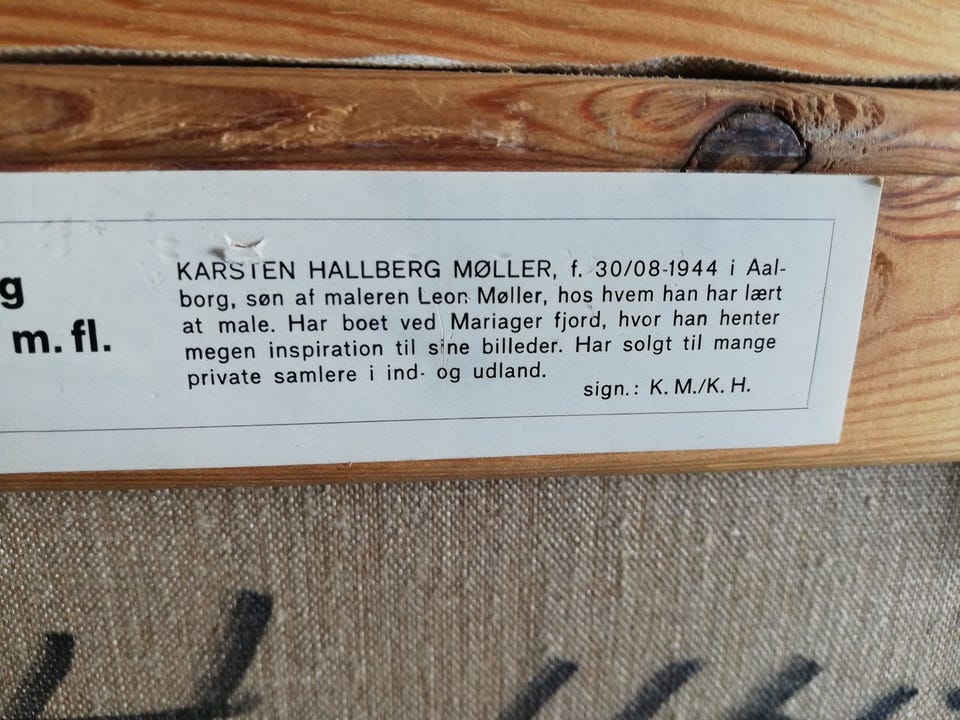 g
m. fl.
KARSTEN HALLBERG MØLLER, f. 30/08-1944 i Aal-
borg, søn af maleren Leon Møller, hos hvem han har lært
at male. Har boet ved Mariager fjord, hvor han henter
megen inspiration til sine billeder. Har solgt til mange
private samlere i ind- og udland.
sign.: K. M./K. H.